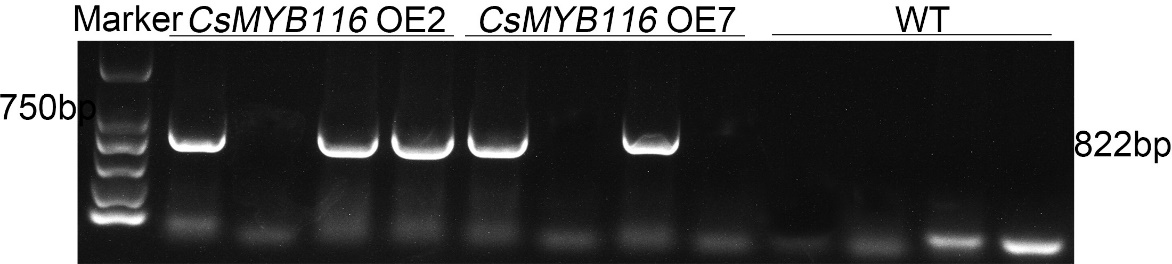 Marker CsMYB116 OE2 CsMYB116 OE7 WT
750bp
822bp